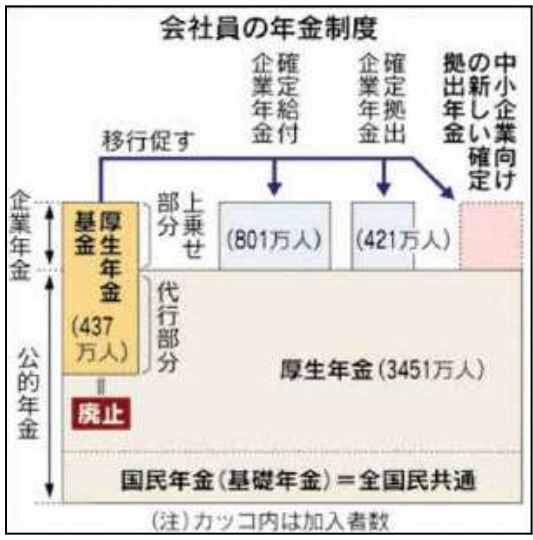 会社員の年金制度
確定給付
企業年金
確定拠出
企業年金
中小企業向け
の新しい確定
拠出年金
移行促す
企業年金
厚生年金
基金
(437
万人)
上乗せ
部分
(801万人)
(421万人)
代行部分
公的年金
厚生年金(3451万人)
=
廃止
国民年金(基礎年金)=全国民共通
(注)カッコ内は加入者数